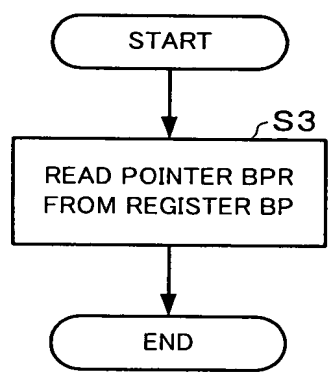 START
S3
READ POINTER BPR
FROM REGISTER BP
END